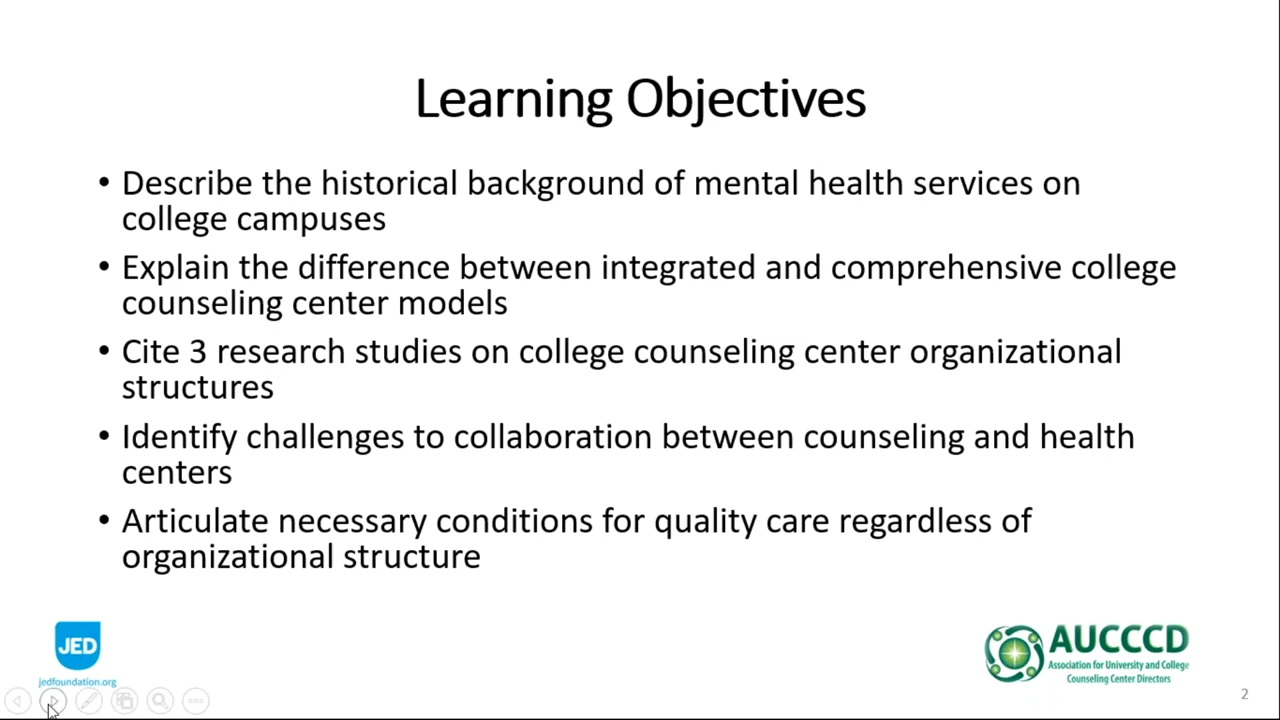 Learning Objectives
• Describe the historical background of mental health services on
college campuses
• Explain the difference between integrated and comprehensive college
counseling center models
• Cite 3 research studies on college counseling center organizational
structures
• Identify challenges to collaboration between counseling and health
centers
• Articulate necessary conditions for quality care regardless of
organizational structure
JED
jedfoundation.org
AUCCCD
Association for University and College
Counseling Center Directors
2